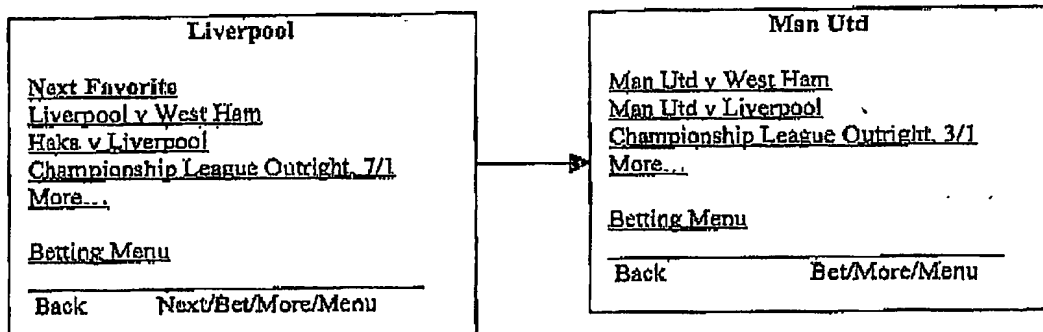 Liverpool
Next Favorite
Liverpool v West Ham
Haka v Liverpool
Championship League Outright, 7/1
More...
Betting Menu
Back Next/Bet/More/Menu
Man Utd
Man Utd v West Ham
Man Utd v Liverpool
Championship League Outright, 3/1
More...
Betting Menu
Back Bet/More/Menu